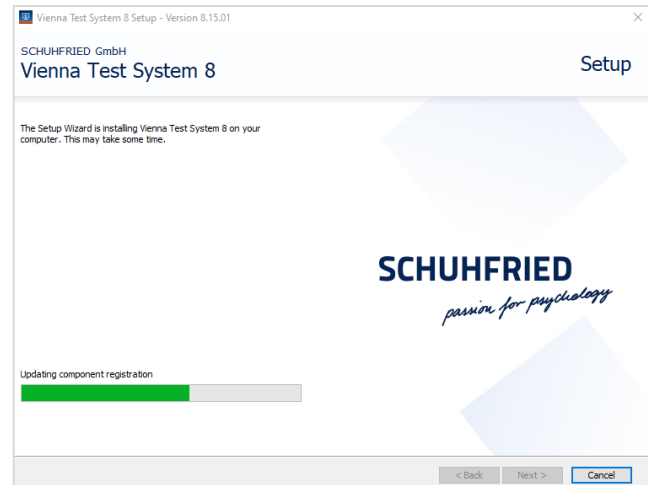 Vienna Test System 8 Setup - Version 8.15.01
SCHUHFRIED GmbH
Vienna Test System 8
Setup
The Setup Wizard is installing Vienna Test System 8 on your
computer. This may take some time.
SCHUHFRIED
passion for psychology
Updating component registration
< Back
Next >
Cancel